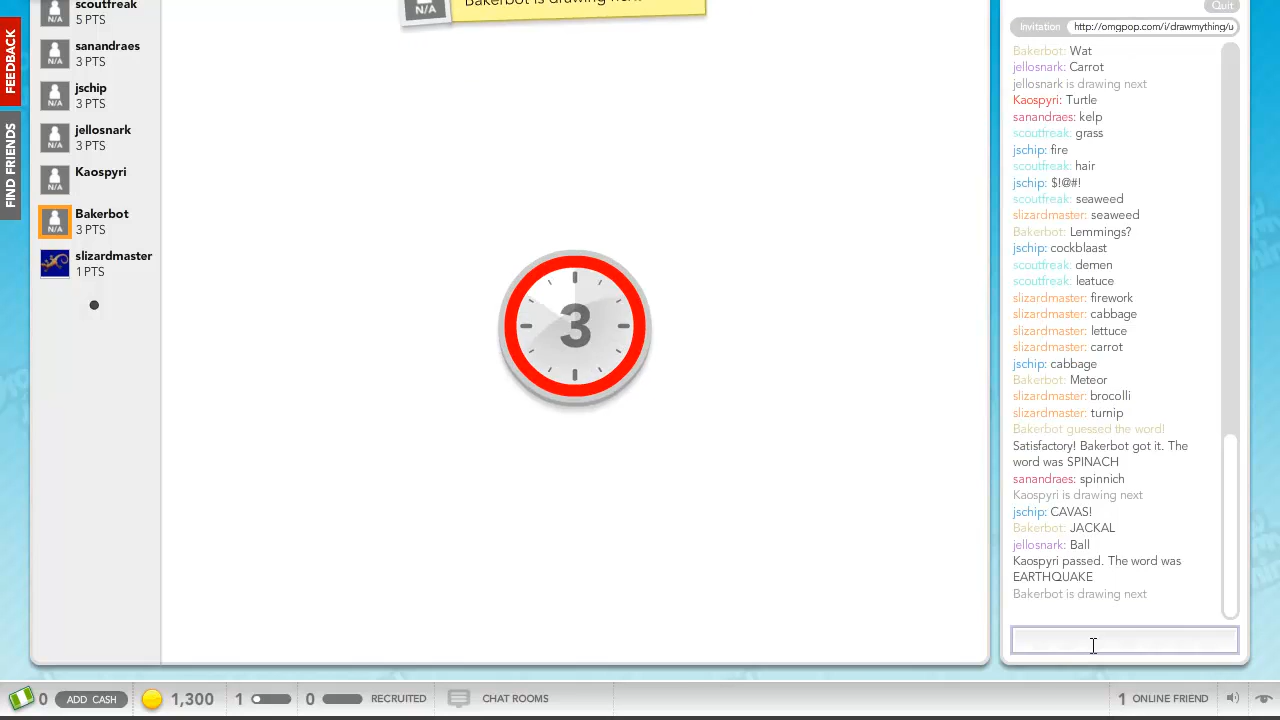 scoutfreak
5 PTS
sanandraes
3 PTS
jschip
3 PTS
jellosnark
3 PTS
Kaospyri
Bakerbot
3 PTS
slizardmaster
1 PTS
FEEDBACK
FIND FRIENDS
N/A
N/A
N/A
N/A
N/A
N/A
N/A
Bakerbot is drawing next
3
Quit
Invitation http://omgpop.com/i/drawmything/u
Bakerbot: Wat
jellosnark: Carrot
jellosnark is drawing next
Kaospyri: Turtle
sanandraes: kelp
scoutfreak: grass
jschip: fire
scoutfreak: hair
jschip: $!@#!
scoutfreak: seaweed
slizardmaster: seaweed
Bakerbot: Lemmings?
jschip: cockblaast
scoutfreak: demen
scoutfreak: leatuce
slizardmaster: firework
slizardmaster: cabbage
slizardmaster: lettuce
slizardmaster: carrot
jschip: cabbage
Bakerbot: Meteor
slizardmaster: brocolli
slizardmaster: turnip
Bakerbot guessed the word!
Satisfactory! Bakerbot got it. The
word was SPINACH
sanandraes: spinnich
Kaospyri is drawing next
jschip: CAVAS!
Bakerbot: JACKAL
jellosnark: Ball
Kaospyri passed. The word was
EARTHQUAKE
Bakerbot is drawing next
0 ADD CASH 1,300 1 0 RECRUITED CHAT ROOMS 1 ONLINE FRIEND